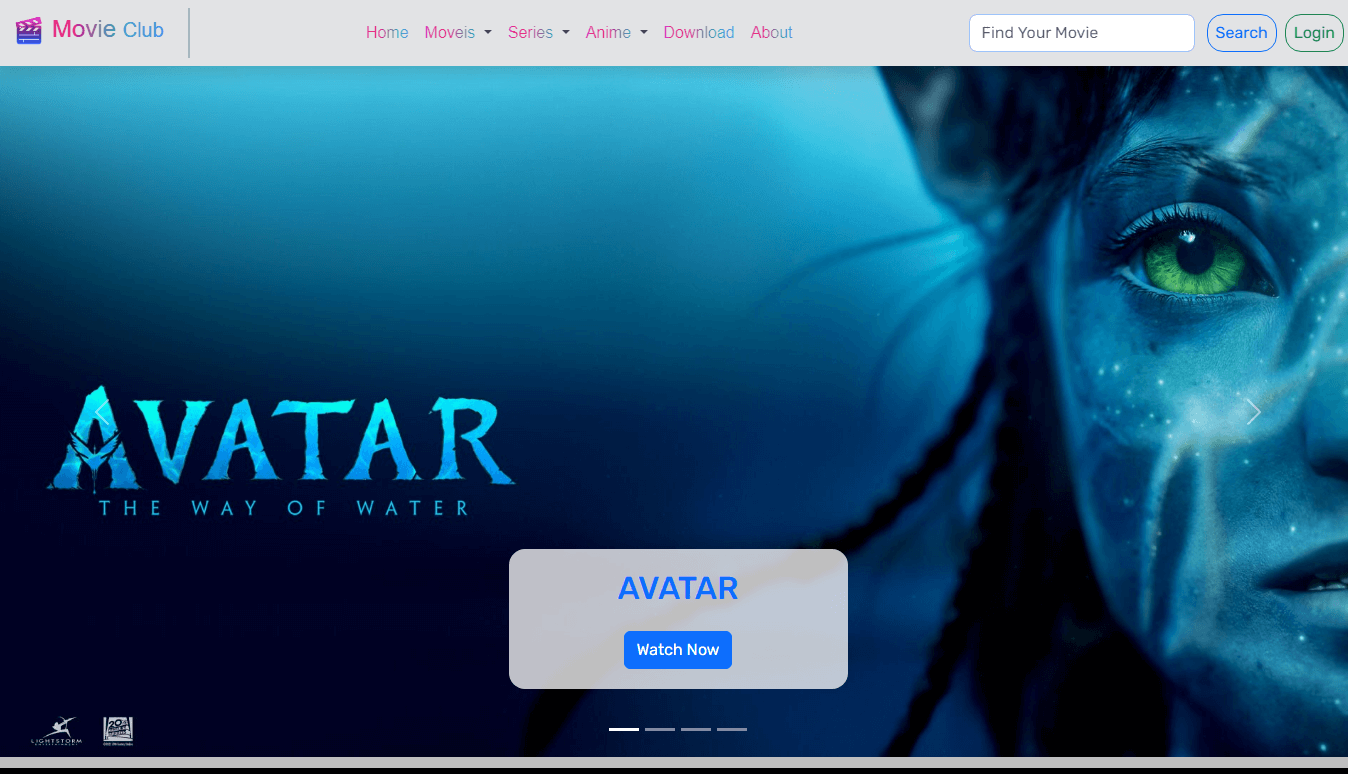 Movie Club
Home Moveis Series Anime Download About
Find Your Movie
Search
Login
AVATAR
THE WAY OF WATER
AVATAR
Watch Now
LIGHTSTORM
ENTERTAINMENT